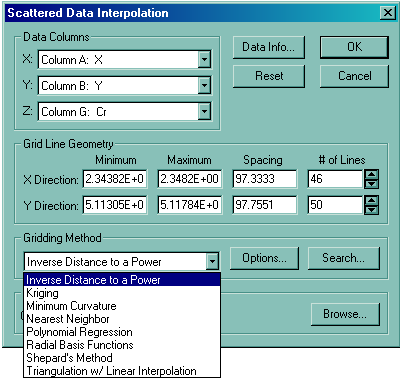 Scattered Data Interpolation
Data Columns
X: Column A: X
Y: Column B: Y
Z: Column G: Cr
Data Info...
OK
Reset
Cancel
Grid Line Geometry
Minimum Maximum Spacing # of Lines
X Direction: 2.34382E+0 2.3482E+00 97.3333 46
Y Direction: 5.11305E+0 5.11784E+0 97.7551 50
Gridding Method
Inverse Distance to a Power
Options...
Search...
Inverse Distance to a Power
Kriging
Minimum Curvature
Nearest Neighbor
Polynomial Regression
Radial Basis Functions
Shepard's Method
Triangulation w/ Linear Interpolation
Browse...